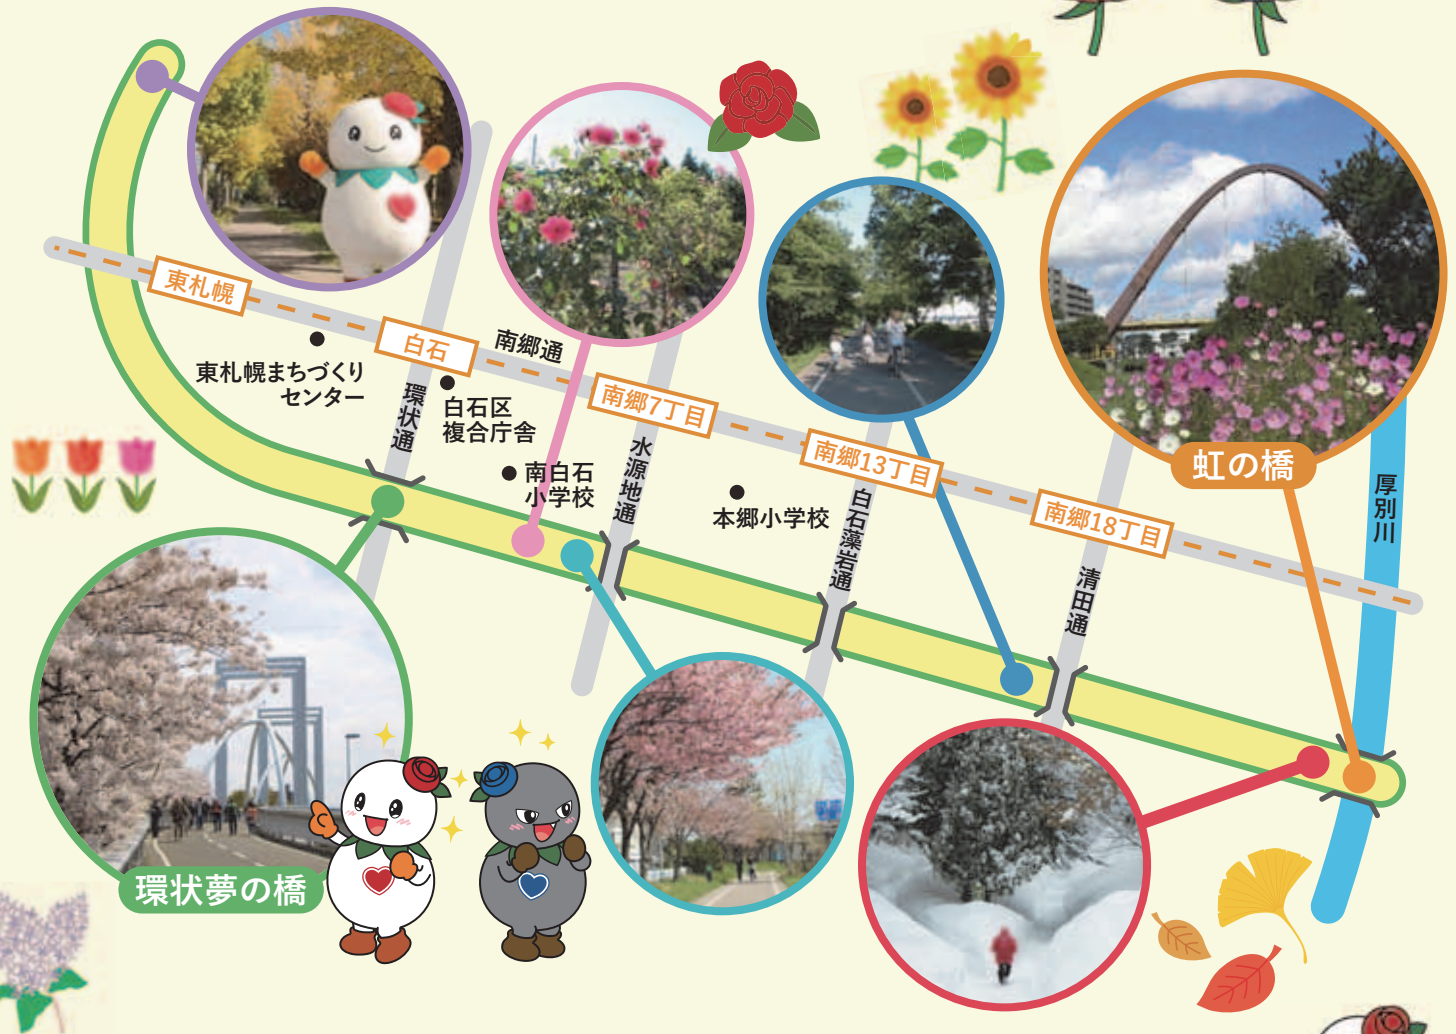 東札幌
東札幌まちづくり
センター
白石
南郷通
環状通
白石区
複合庁舎
南白石
小学校
南郷7丁目
水源地通
南郷13丁目
本郷小学校
白石藻岩通
南郷18丁目
清田通
虹の橋
厚別川
環状夢の橋